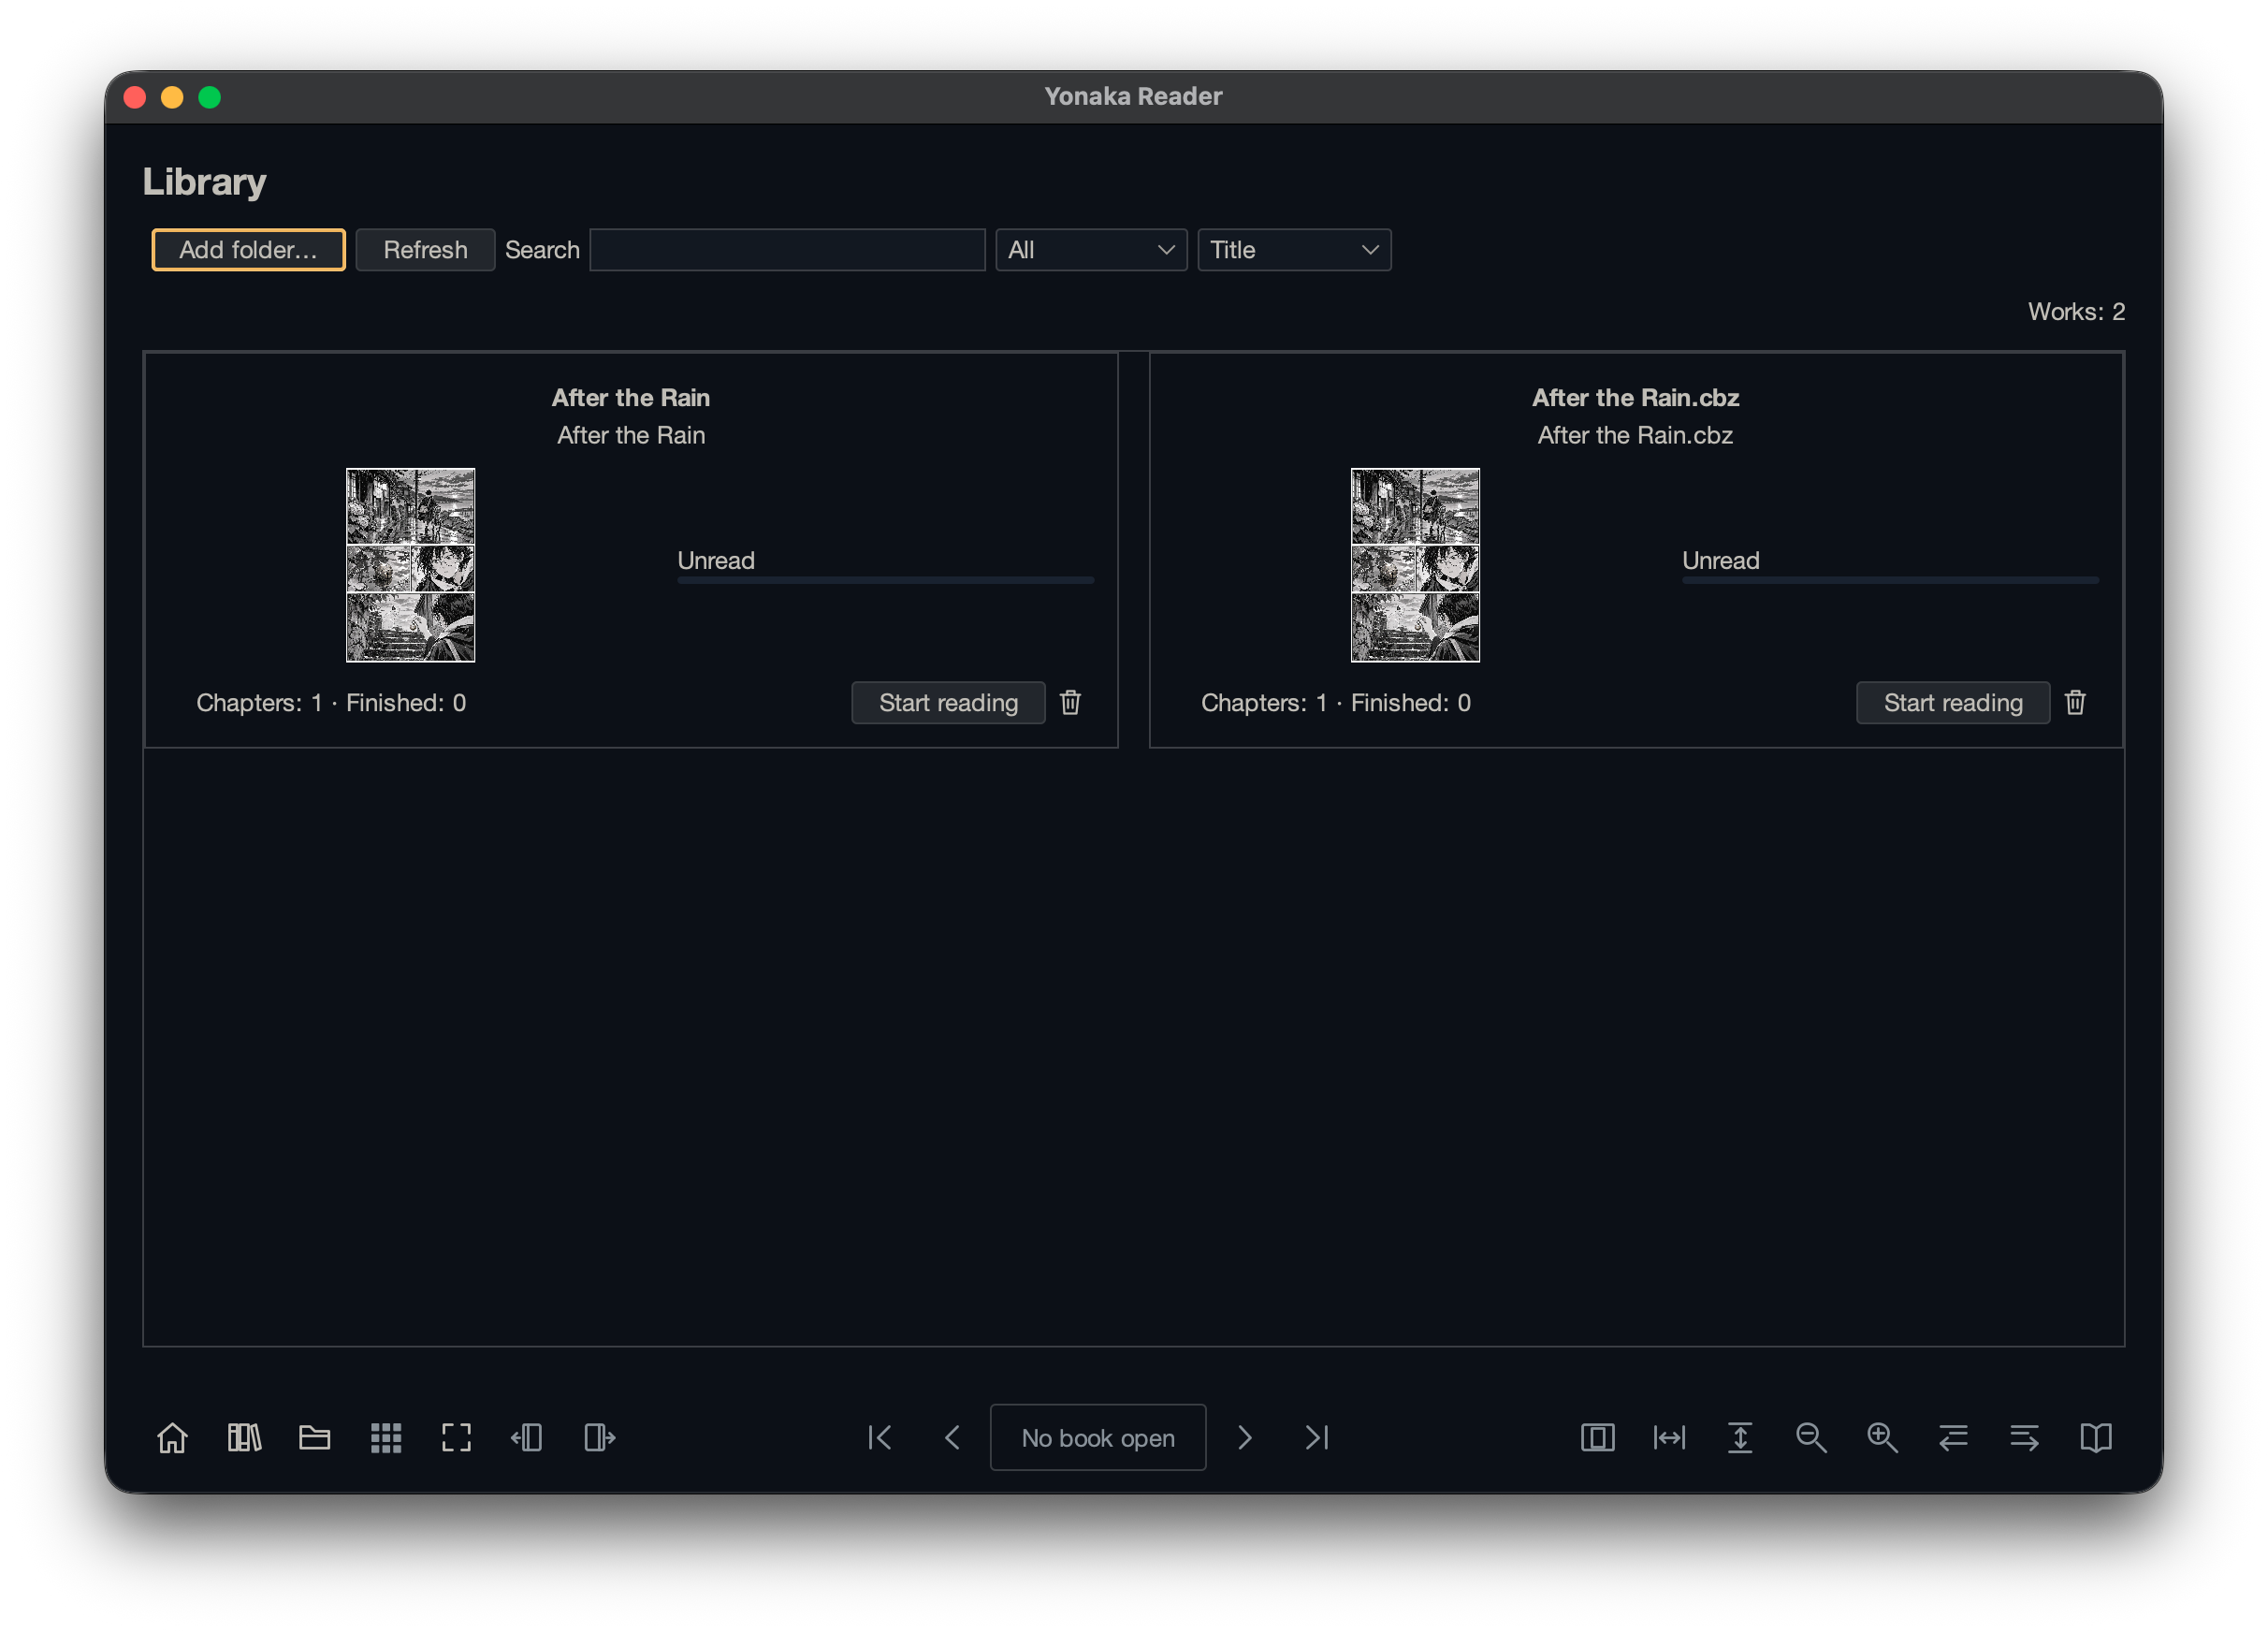 Yonaka Reader
Library
Add folder... Refresh Search All Title
Works: 2
After the Rain
After the Rain
Unread
Chapters: 1 · Finished: 0 Start reading
After the Rain.cbz
After the Rain.cbz
Unread
Chapters: 1 · Finished: 0 Start reading
No book open